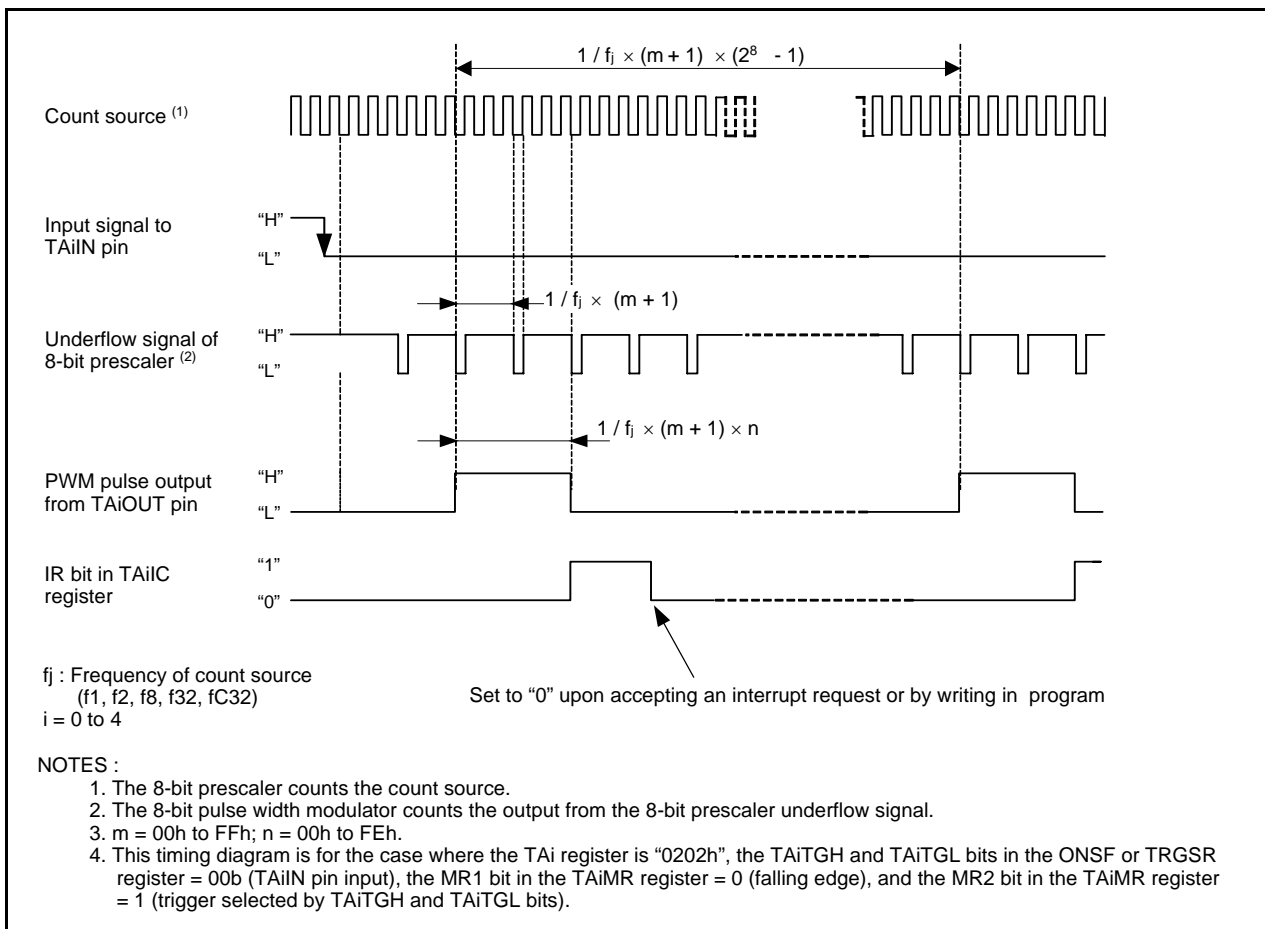 1 / fj × (m + 1) × (2⁸ - 1)
Count source (1)
Input signal to
TAiIN pin
“H”
“L”
1 / fj × (m + 1)
Underflow signal of
8-bit prescaler (2)
“H”
“L”
1 / fj × (m + 1) × n
PWM pulse output
from TAiOUT pin
“H”
“L”
IR bit in TAiIC
register
“1”
“0”
fj : Frequency of count source
(f1, f2, f8, f32, fC32)
i = 0 to 4
Set to “0” upon accepting an interrupt request or by writing in program
NOTES :
1. The 8-bit prescaler counts the count source.
2. The 8-bit pulse width modulator counts the output from the 8-bit prescaler underflow signal.
3. m = 00h to FFh; n = 00h to FEh.
4. This timing diagram is for the case where the TAi register is “0202h”, the TAiTGH and TAiTGL bits in the ONSF or TRGSR
register = 00b (TAiIN pin input), the MR1 bit in the TAiMR register = 0 (falling edge), and the MR2 bit in the TAiMR register
= 1 (trigger selected by TAiTGH and TAiTGL bits).